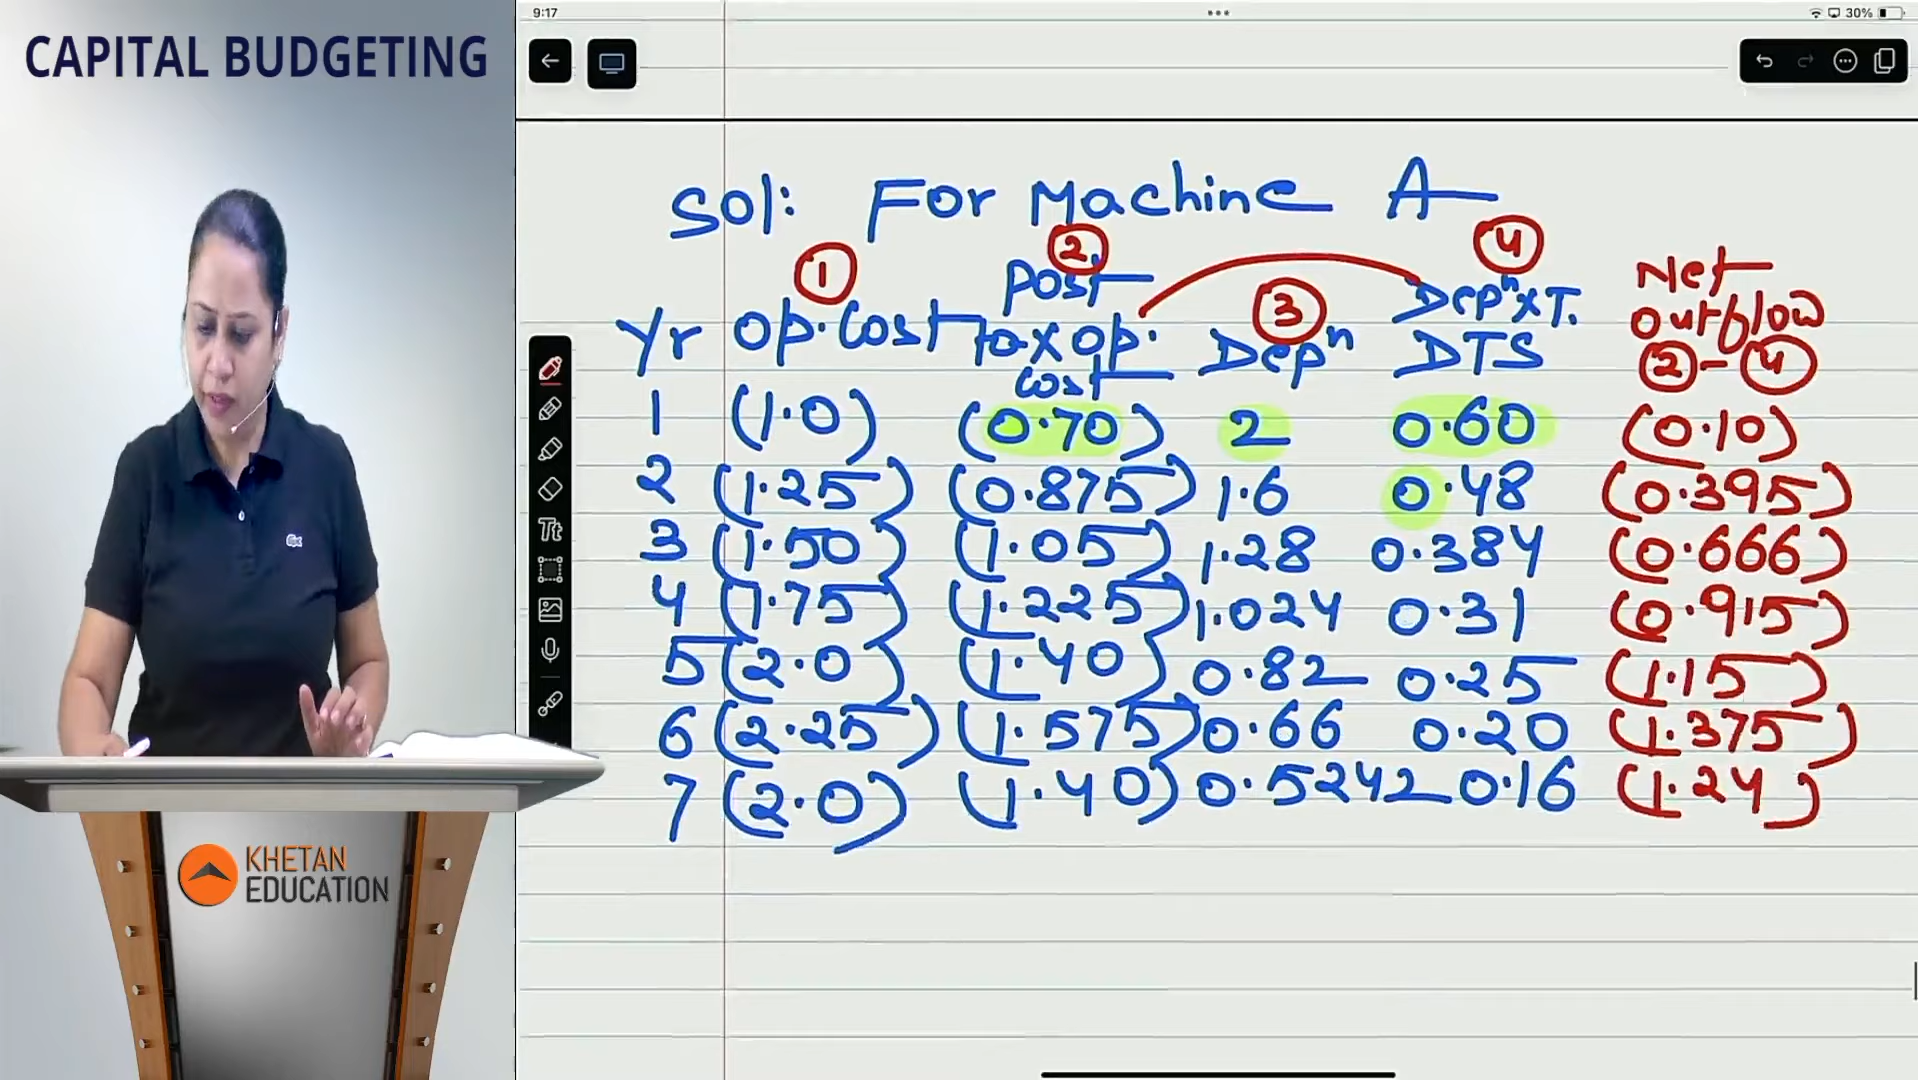 9:17
30%
CAPITAL BUDGETING
Sol: For Machine A
① ② ③ ④
Yr Op.Cost Post tax op. cost Depⁿ Depⁿ x T. DTS Net outflow ② - ④
1 (1.0) (0.70) 2 0.60 (0.10)
2 (1.25) (0.875) 1.6 0.48 (0.395)
3 (1.50) (1.05) 1.28 0.384 (0.666)
4 (1.75) (1.225) 1.024 0.31 (0.915)
5 (2.0) (1.40) 0.82 0.25 (1.15)
6 (2.25) (1.575) 0.66 0.20 (1.375)
7 (2.0) (1.40) 0.5242 0.16 (1.24)
Tt
KHETAN
EDUCATION